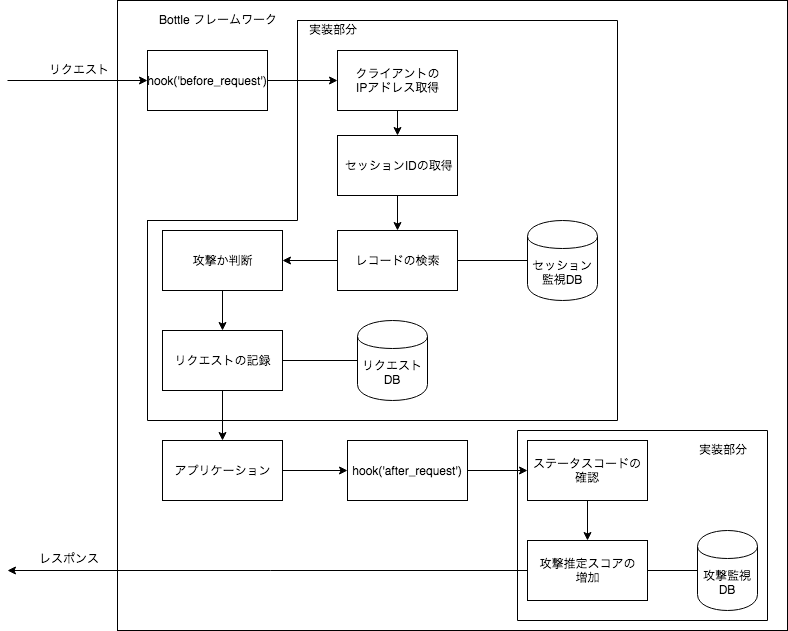 Bottle フレームワーク
実装部分
リクエスト
hook('before_request')
クライアントの
IPアドレス取得
セッションIDの取得
攻撃か判断
レコードの検索
セッション
監視DB
リクエストの記録
リクエスト
DB
アプリケーション
hook('after_request')
実装部分
ステータスコードの
確認
レスポンス
攻撃推定スコアの
増加
攻撃監視
DB